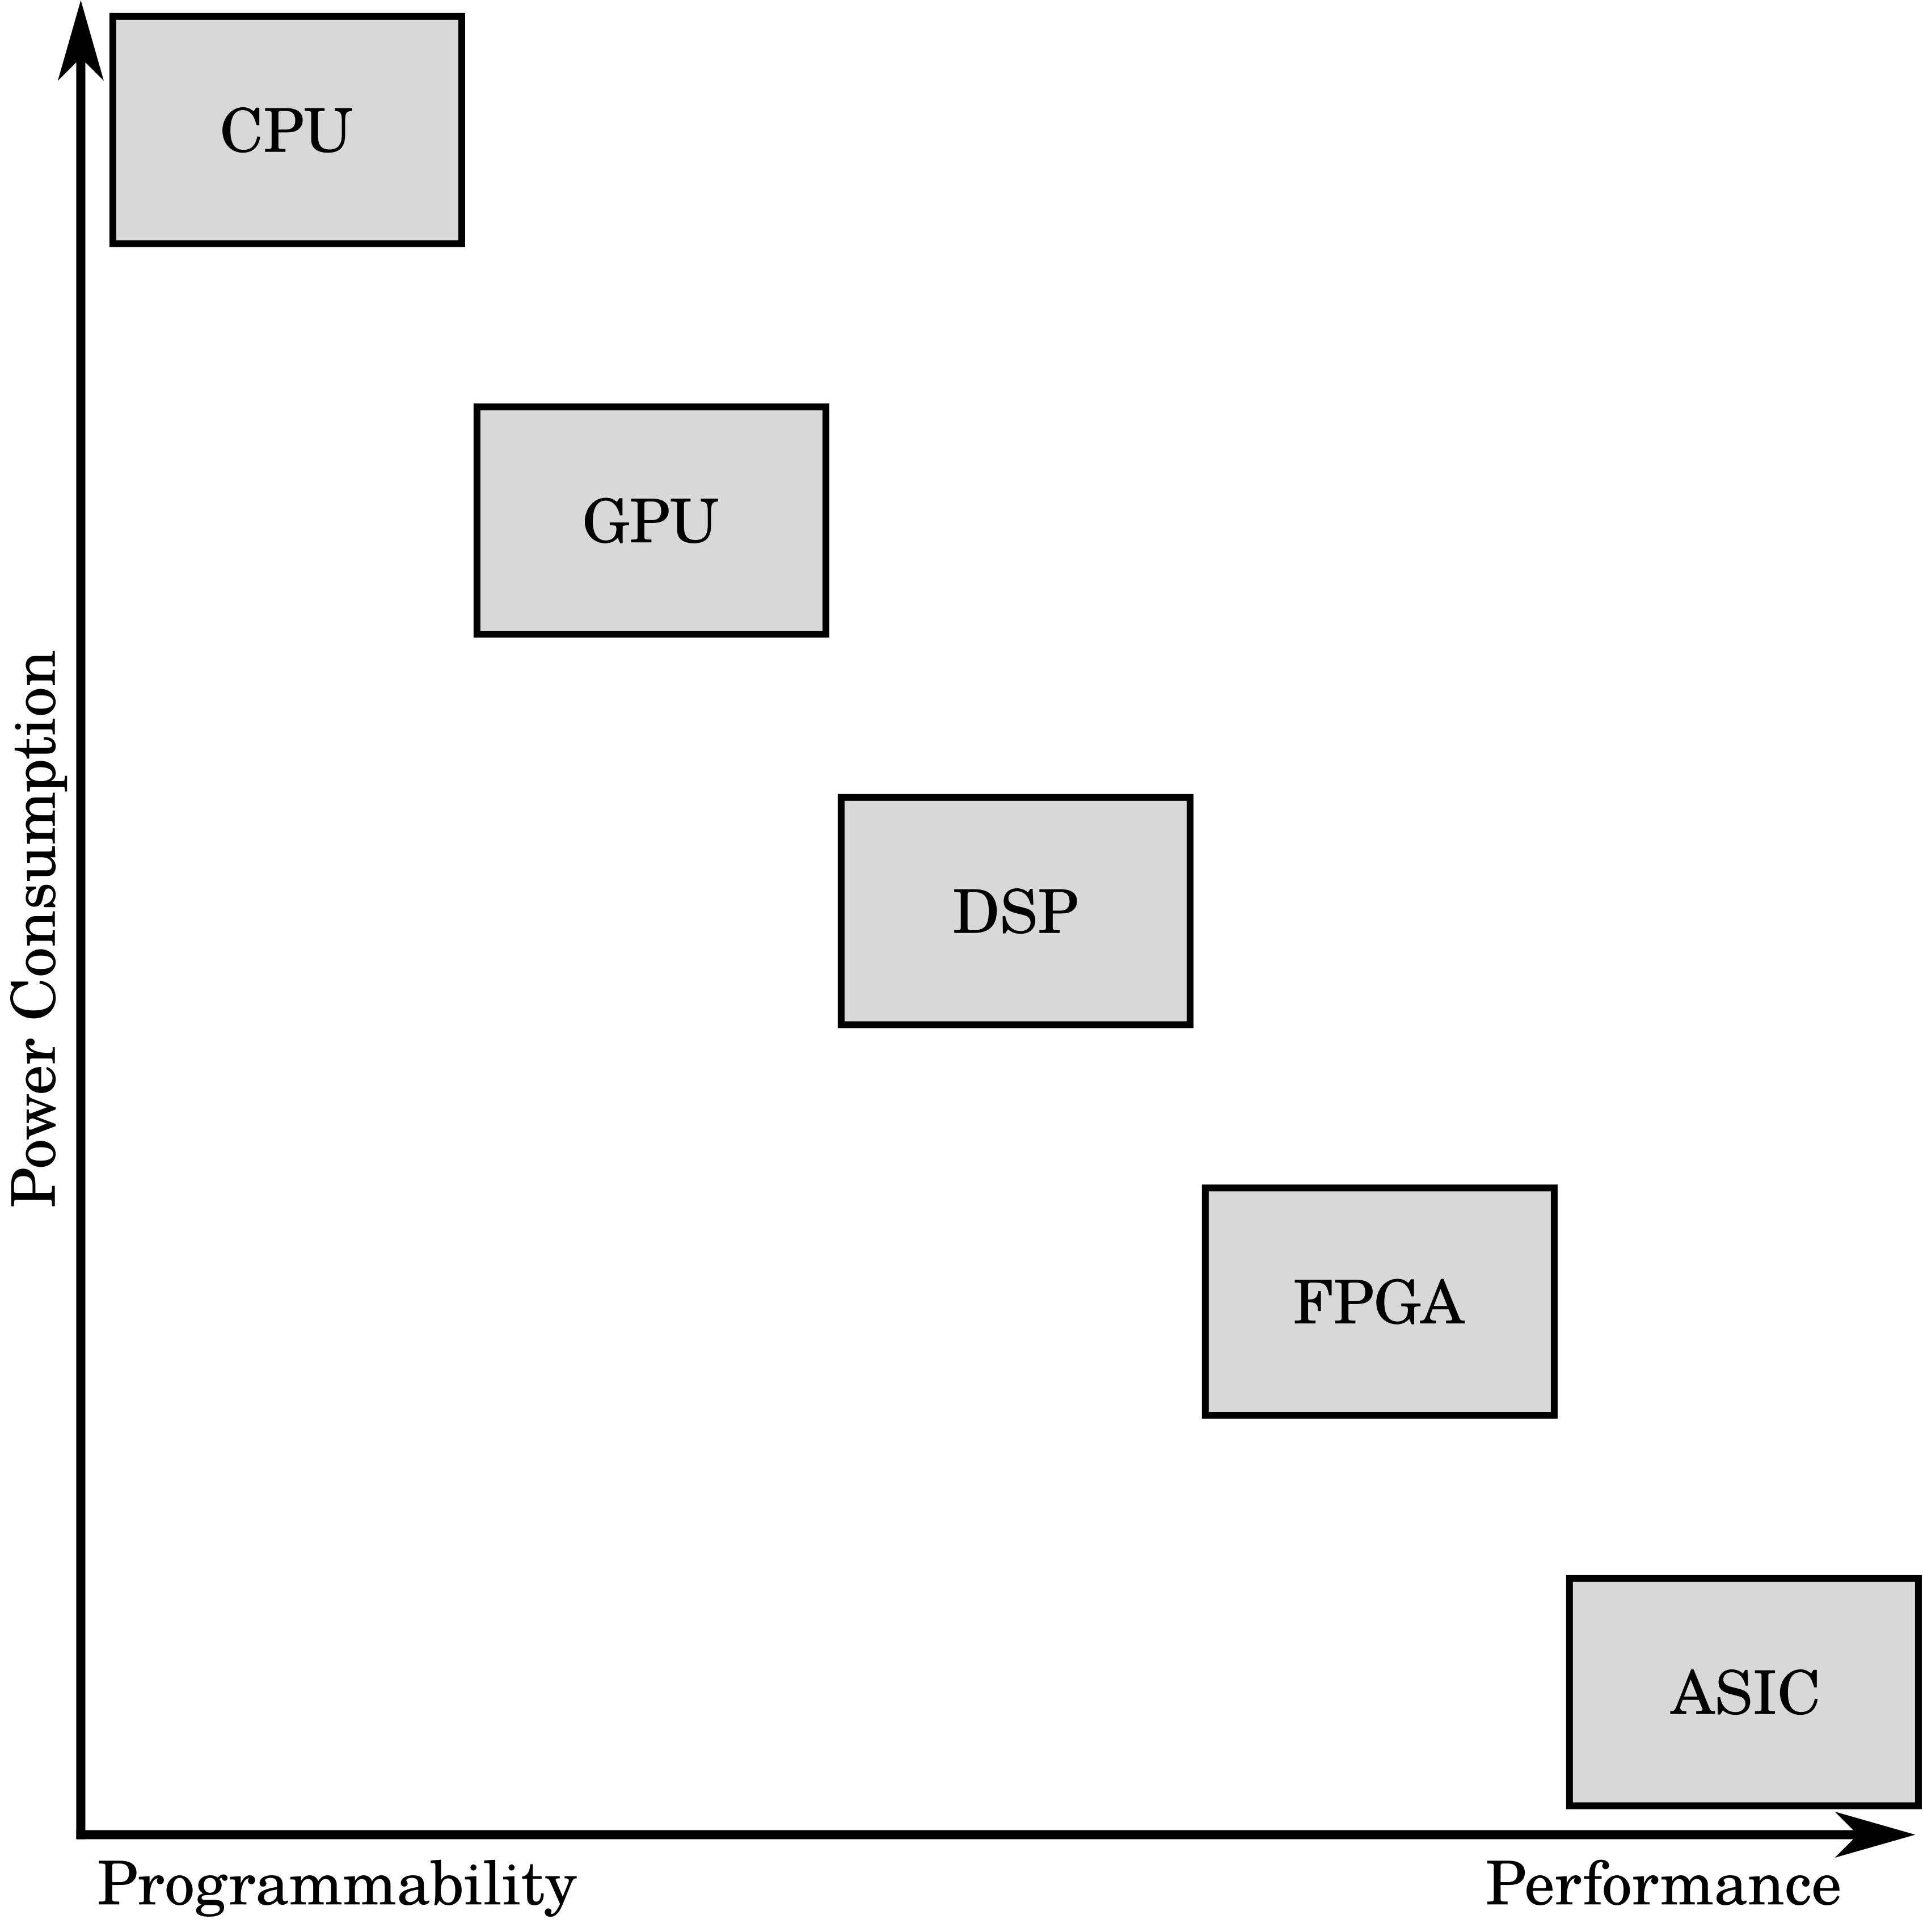 CPU
GPU
Power Consumption
DSP
FPGA
ASIC
Programmability
Performance